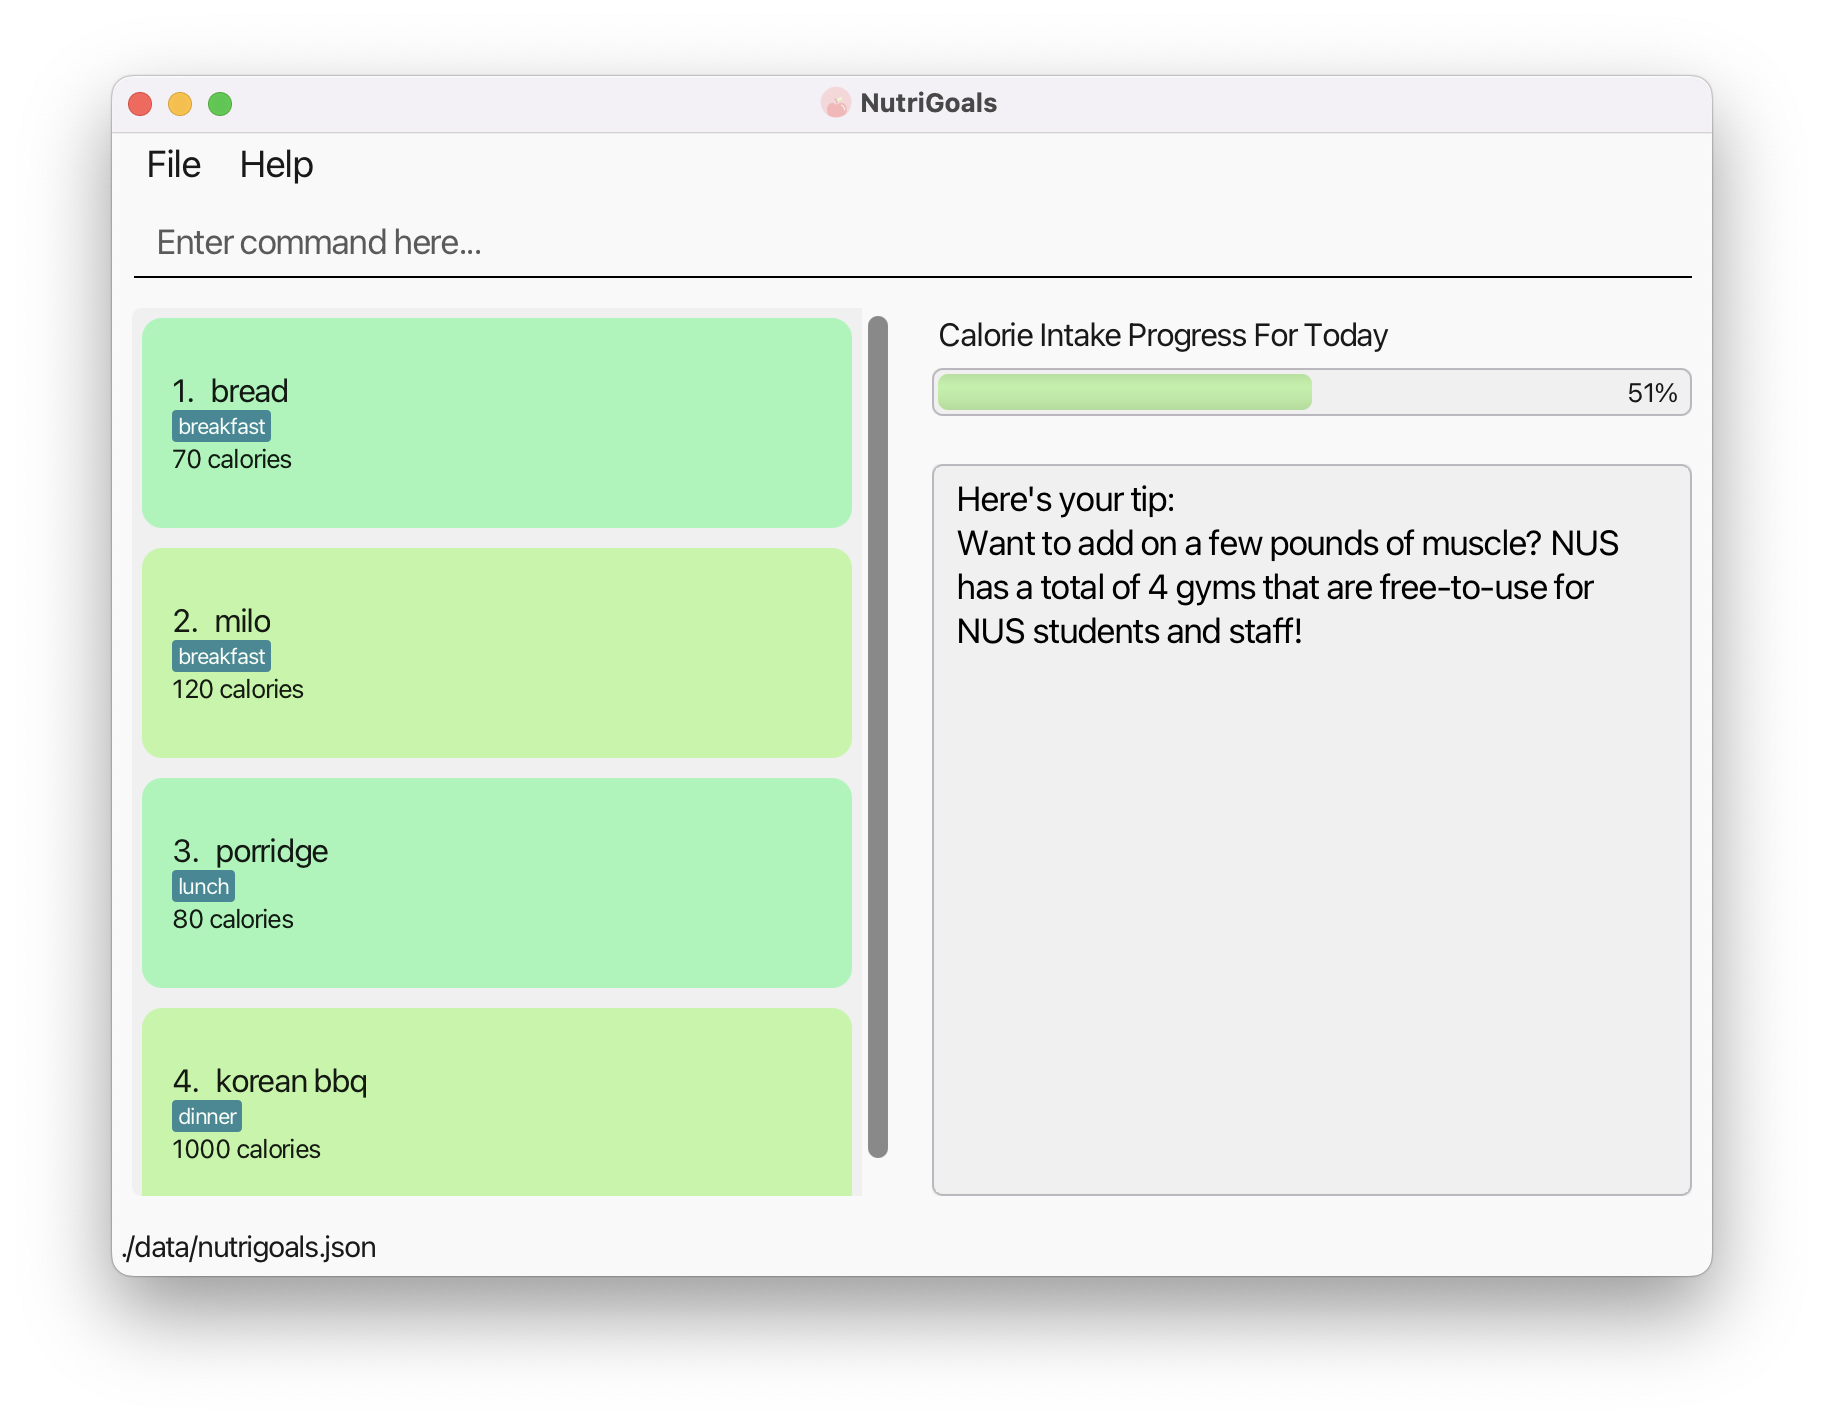 NutriGoals
File Help
Enter command here...
1. bread
breakfast
70 calories
2. milo
breakfast
120 calories
3. porridge
lunch
80 calories
4. korean bbq
dinner
1000 calories
Calorie Intake Progress For Today
51%
Here's your tip:
Want to add on a few pounds of muscle? NUS
has a total of 4 gyms that are free-to-use for
NUS students and staff!
./data/nutrigoals.json